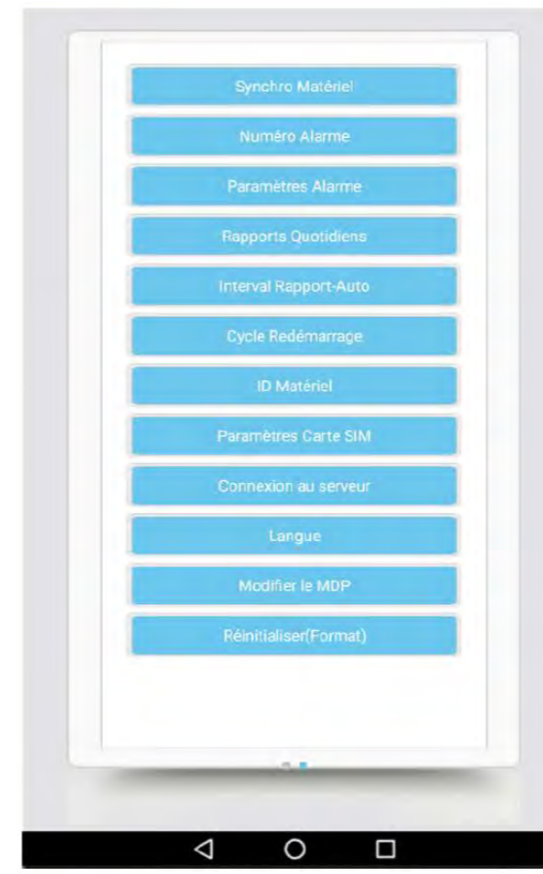 Synchro Matériel
Numéro Alarme
Paramètres Alarme
Rapports Quotidiens
Interval Rapport-Auto
Cycle Redémarrage
ID Matériel
Paramètres Carte SIM
Connexion au serveur
Langue
Modifier le MDP
Réinitialiser(Format)